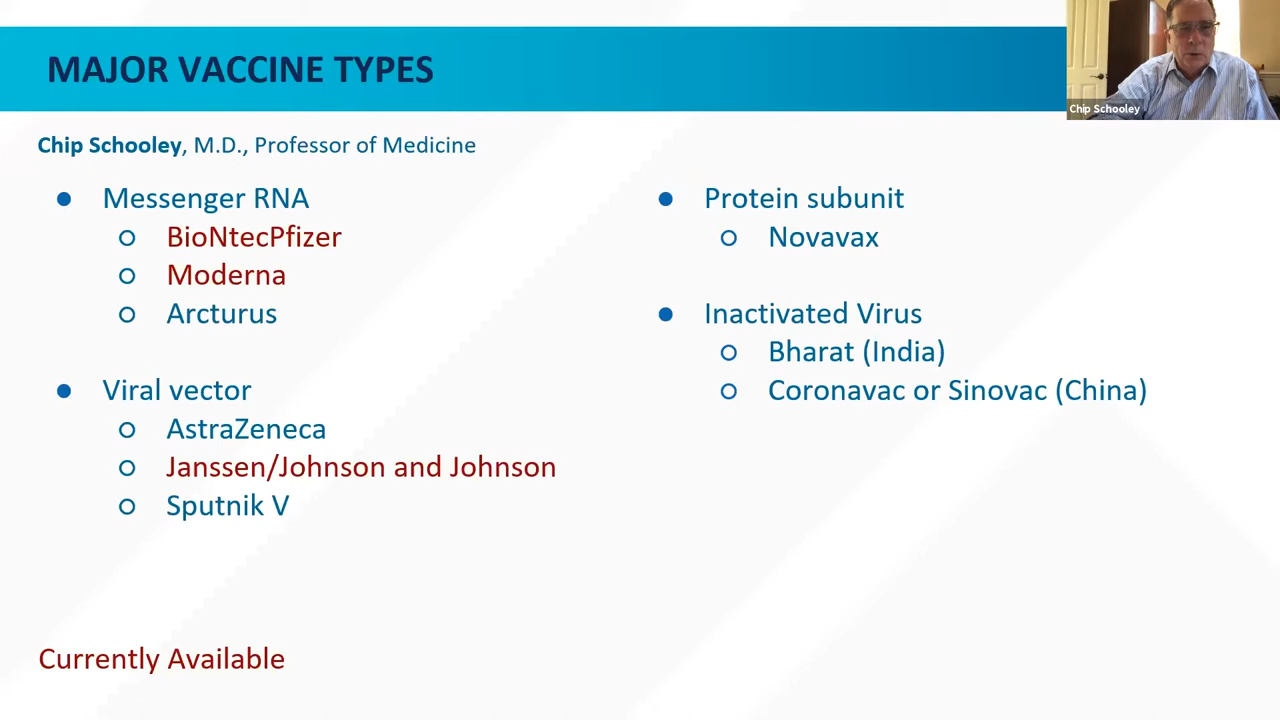 MAJOR VACCINE TYPES
Chip Schooley
Chip Schooley, M.D., Professor of Medicine
Messenger RNA
BioNtecPfizer
Moderna
Arcturus
Viral vector
AstraZeneca
Janssen/Johnson and Johnson
Sputnik V
Protein subunit
Novavax
Inactivated Virus
Bharat (India)
Coronavac or Sinovac (China)
Currently Available